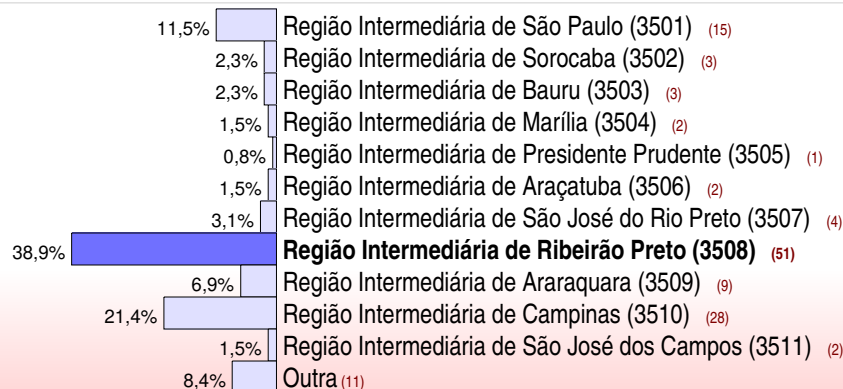 11,5% Região Intermediária de São Paulo (3501) (15)
2,3% Região Intermediária de Sorocaba (3502) (3)
2,3% Região Intermediária de Bauru (3503) (3)
1,5% Região Intermediária de Marília (3504) (2)
0,8% Região Intermediária de Presidente Prudente (3505) (1)
1,5% Região Intermediária de Araçatuba (3506) (2)
3,1% Região Intermediária de São José do Rio Preto (3507) (4)
38,9% Região Intermediária de Ribeirão Preto (3508) (51)
6,9% Região Intermediária de Araraquara (3509) (9)
21,4% Região Intermediária de Campinas (3510) (28)
1,5% Região Intermediária de São José dos Campos (3511) (2)
8,4% Outra (11)